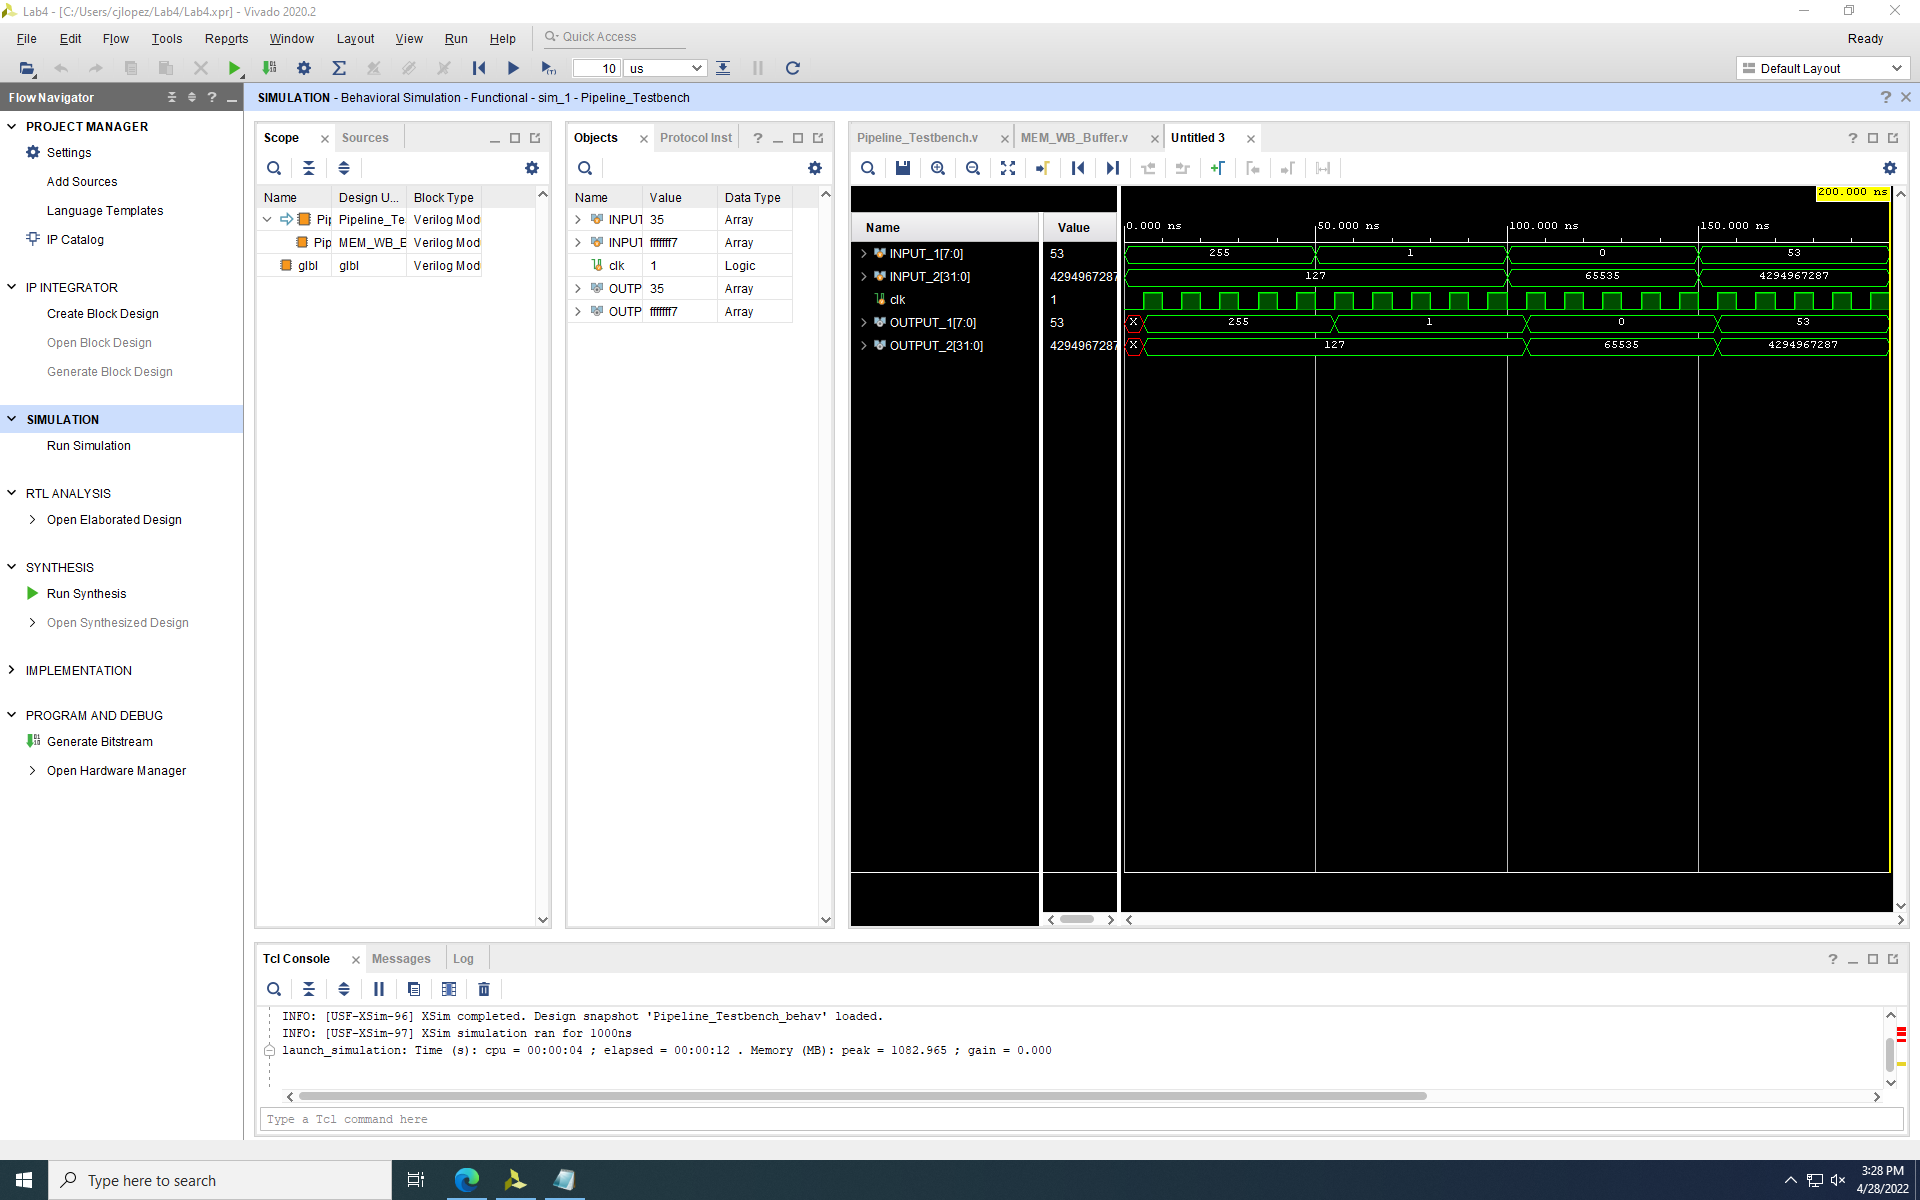 Lab4 - [C:/Users/cjlopez/Lab4/Lab4.xpr] - Vivado 2020.2
File Edit Flow Tools Reports Window Layout View Run Help Quick Access
Ready
10 us
Default Layout
Flow Navigator
SIMULATION - Behavioral Simulation - Functional - sim_1 - Pipeline_Testbench
PROJECT MANAGER
Settings
Add Sources
Language Templates
IP Catalog
IP INTEGRATOR
Create Block Design
Open Block Design
Generate Block Design
SIMULATION
Run Simulation
RTL ANALYSIS
Open Elaborated Design
SYNTHESIS
Run Synthesis
Open Synthesized Design
IMPLEMENTATION
PROGRAM AND DEBUG
Generate Bitstream
Open Hardware Manager
Scope Sources
Name Design U... Block Type
Pip Pipeline_Te Verilog Mod
Pip MEM_WB_E Verilog Mod
glbl glbl Verilog Mod
Objects Protocol Inst
Name Value Data Type
INPUT 35 Array
INPUT fffffff7 Array
clk 1 Logic
OUTP 35 Array
OUTP fffffff7 Array
Pipeline_Testbench.v MEM_WB_Buffer.v Untitled 3
200.000 ns
Name Value
0.000 ns 50.000 ns 100.000 ns 150.000 ns
INPUT_1[7:0] 53 255 1 0 53
INPUT_2[31:0] 4294967287 127 65535 4294967287
clk 1
OUTPUT_1[7:0] 53 X 255 1 0 53
OUTPUT_2[31:0] 4294967287 X 127 65535 4294967287
Tcl Console Messages Log
INFO: [USF-XSim-96] XSim completed. Design snapshot 'Pipeline_Testbench_behav' loaded.
INFO: [USF-XSim-97] XSim simulation ran for 1000ns
launch_simulation: Time (s): cpu = 00:00:04 ; elapsed = 00:00:12 . Memory (MB): peak = 1082.965 ; gain = 0.000
Type a Tcl command here
Type here to search
3:28 PM
4/28/2022